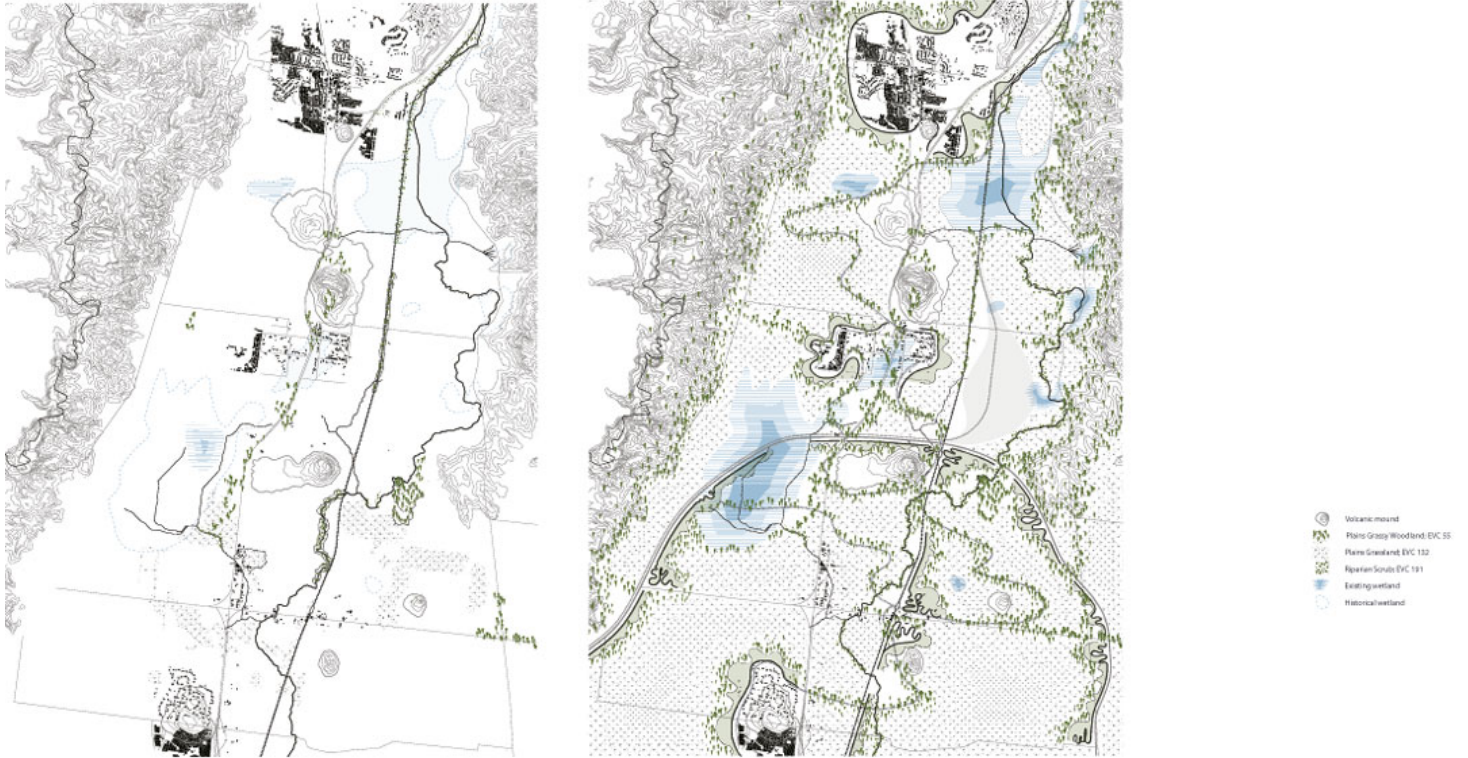 Volcanic mound
Plains Grassy Woodland; EVC 55
Plains Grassland; EVC 132
Riparian Scrub; EVC 191
Existing wetland
Historical wetland